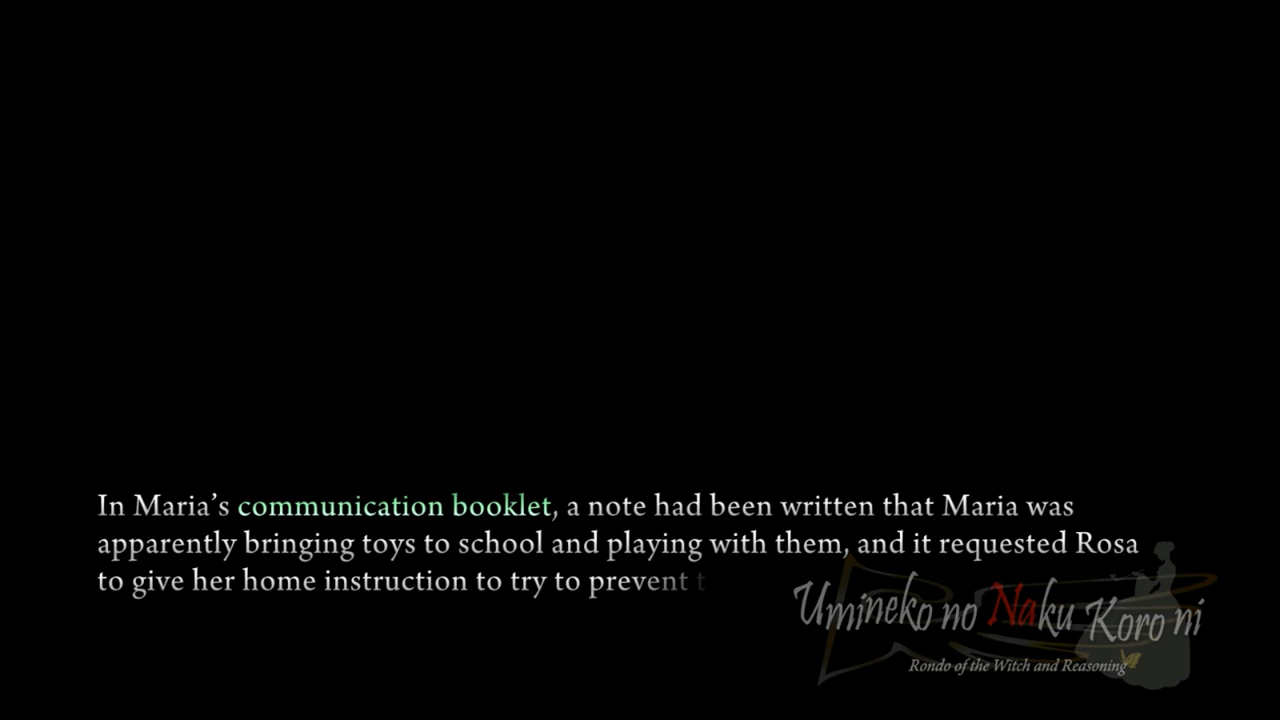 In Maria’s communication booklet, a note had been written that Maria was
apparently bringing toys to school and playing with them, and it requested Rosa
to give her home instruction to try to prevent t
Umineko no Naku Koro ni
Rondo of the Witch and Reasoning